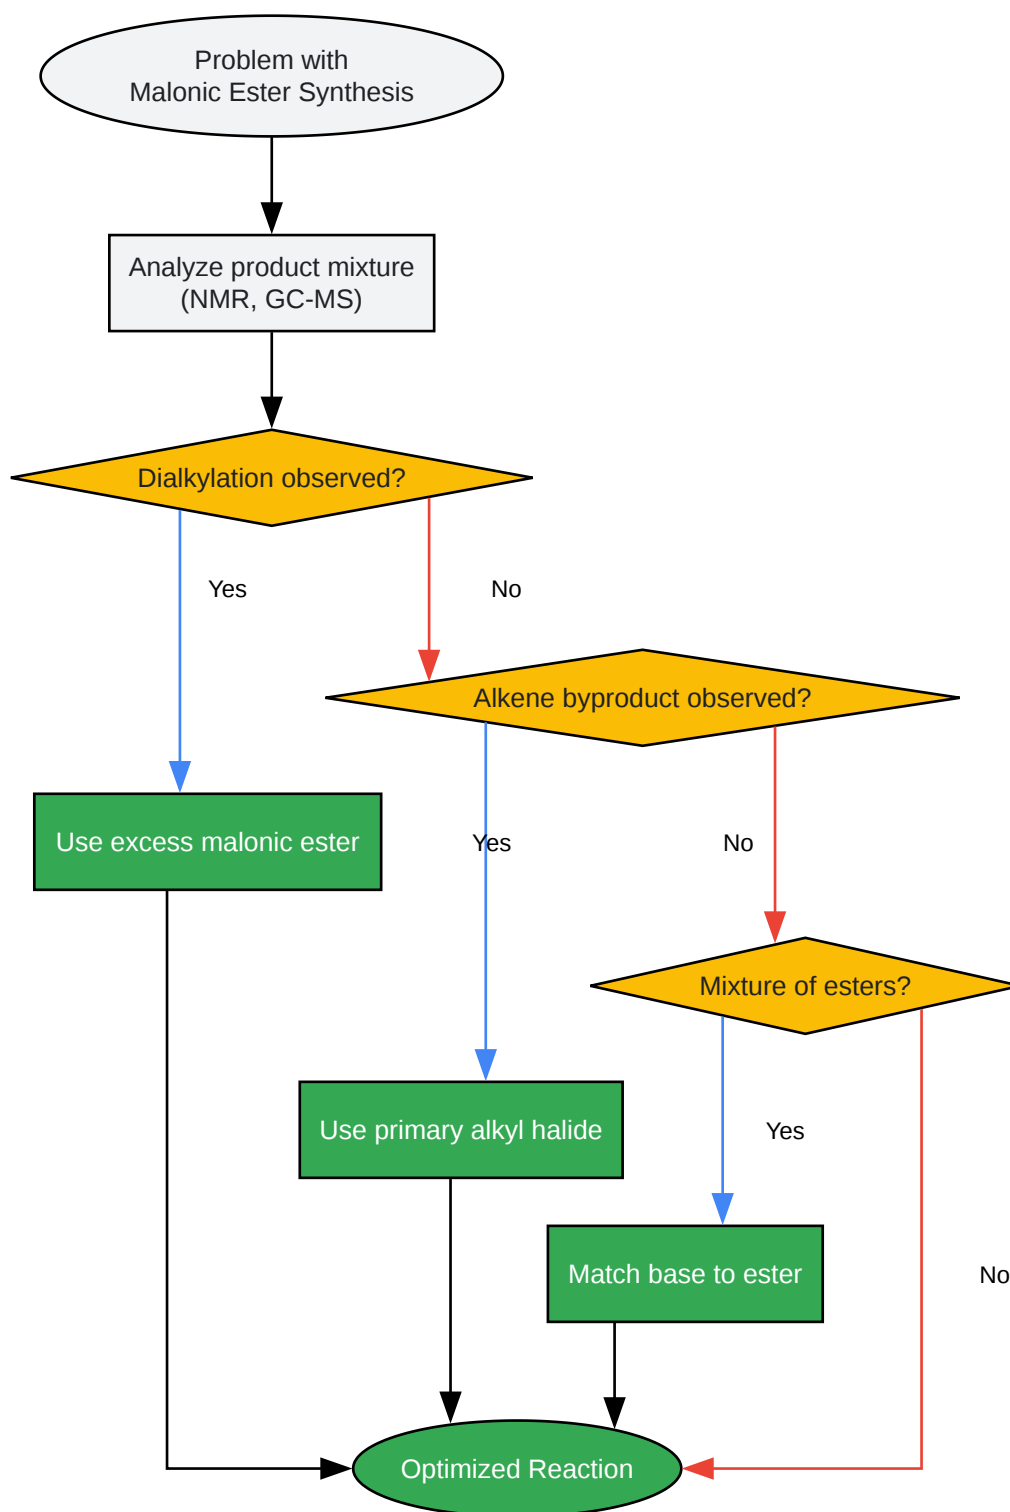 Problem with
Malonic Ester Synthesis
Analyze product mixture
(NMR, GC-MS)
Dialkylation observed?
Yes
No
Alkene byproduct observed?
Use excess malonic ester
Yes
No
Mixture of esters?
Use primary alkyl halide
Yes
Match base to ester
No
Optimized Reaction